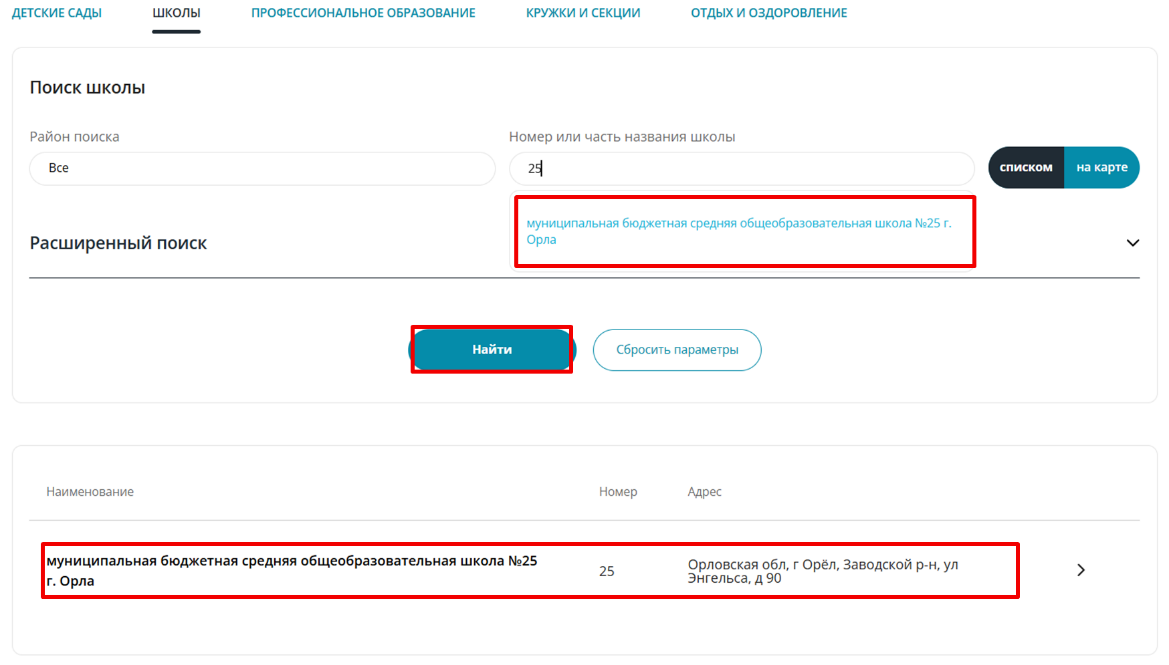 ДЕТСКИЕ САДЫ ШКОЛЫ ПРОФЕССИОНАЛЬНОЕ ОБРАЗОВАНИЕ КРУЖКИ И СЕКЦИИ ОТДЫХ И ОЗДОРОВЛЕНИЕ
Поиск школы
Район поиска Номер или часть названия школы
Все 25 списком на карте
муниципальная бюджетная средняя общеобразовательная школа №25 г.
Орла
Расширенный поиск
Найти Сбросить параметры
Наименование Номер Адрес
муниципальная бюджетная средняя общеобразовательная школа №25
г. Орла
25
Орловская обл, г Орёл, Заводской р-н, ул
Энгельса, д 90